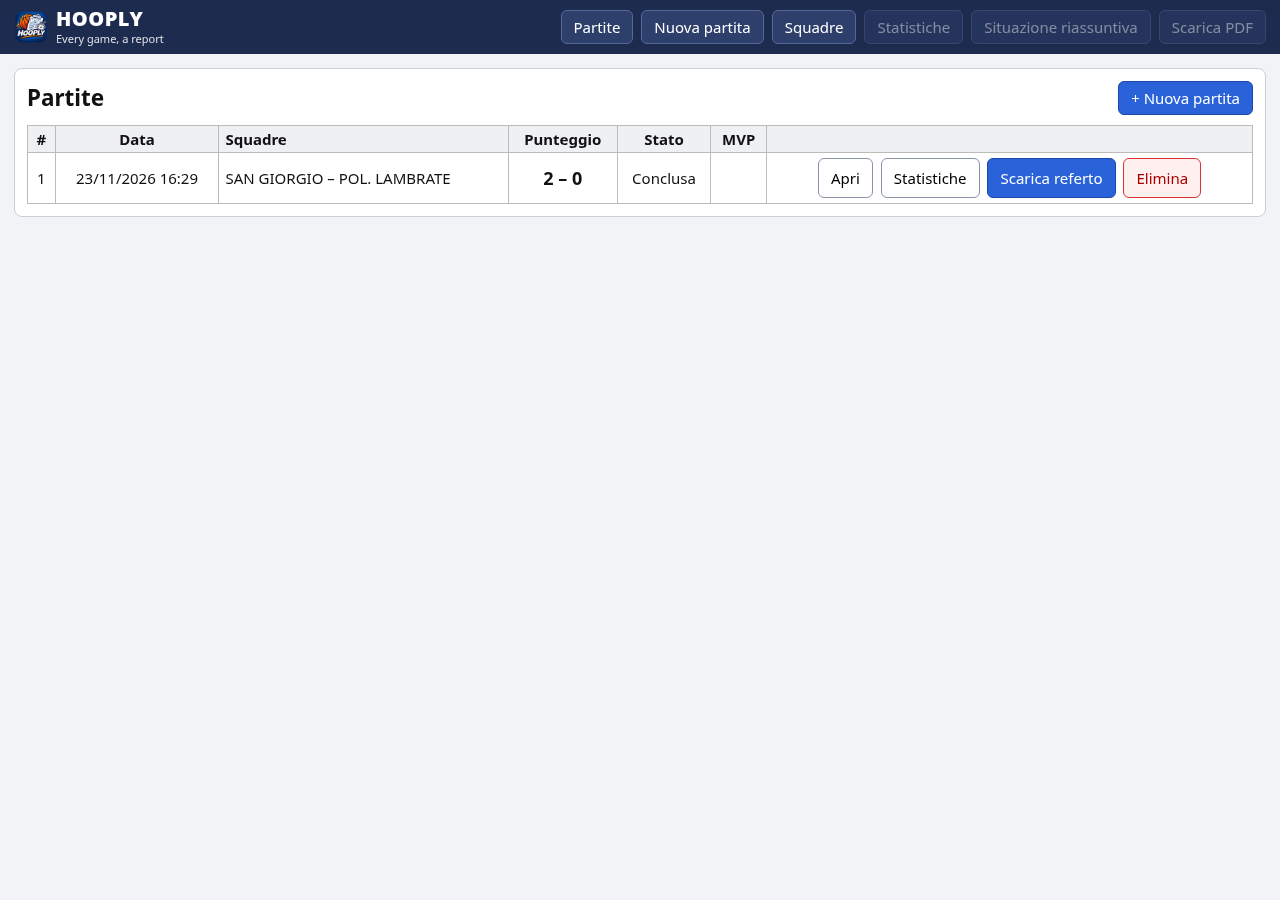 HOOPLY
HOOPLY
Every game, a report
Partite
Nuova partita
Squadre
Statistiche
Situazione riassuntiva
Scarica PDF
Partite
+ Nuova partita
# Data Squadre Punteggio Stato MVP
1 23/11/2026 16:29 SAN GIORGIO – POL. LAMBRATE 2 – 0 Conclusa Apri Statistiche Scarica referto Elimina